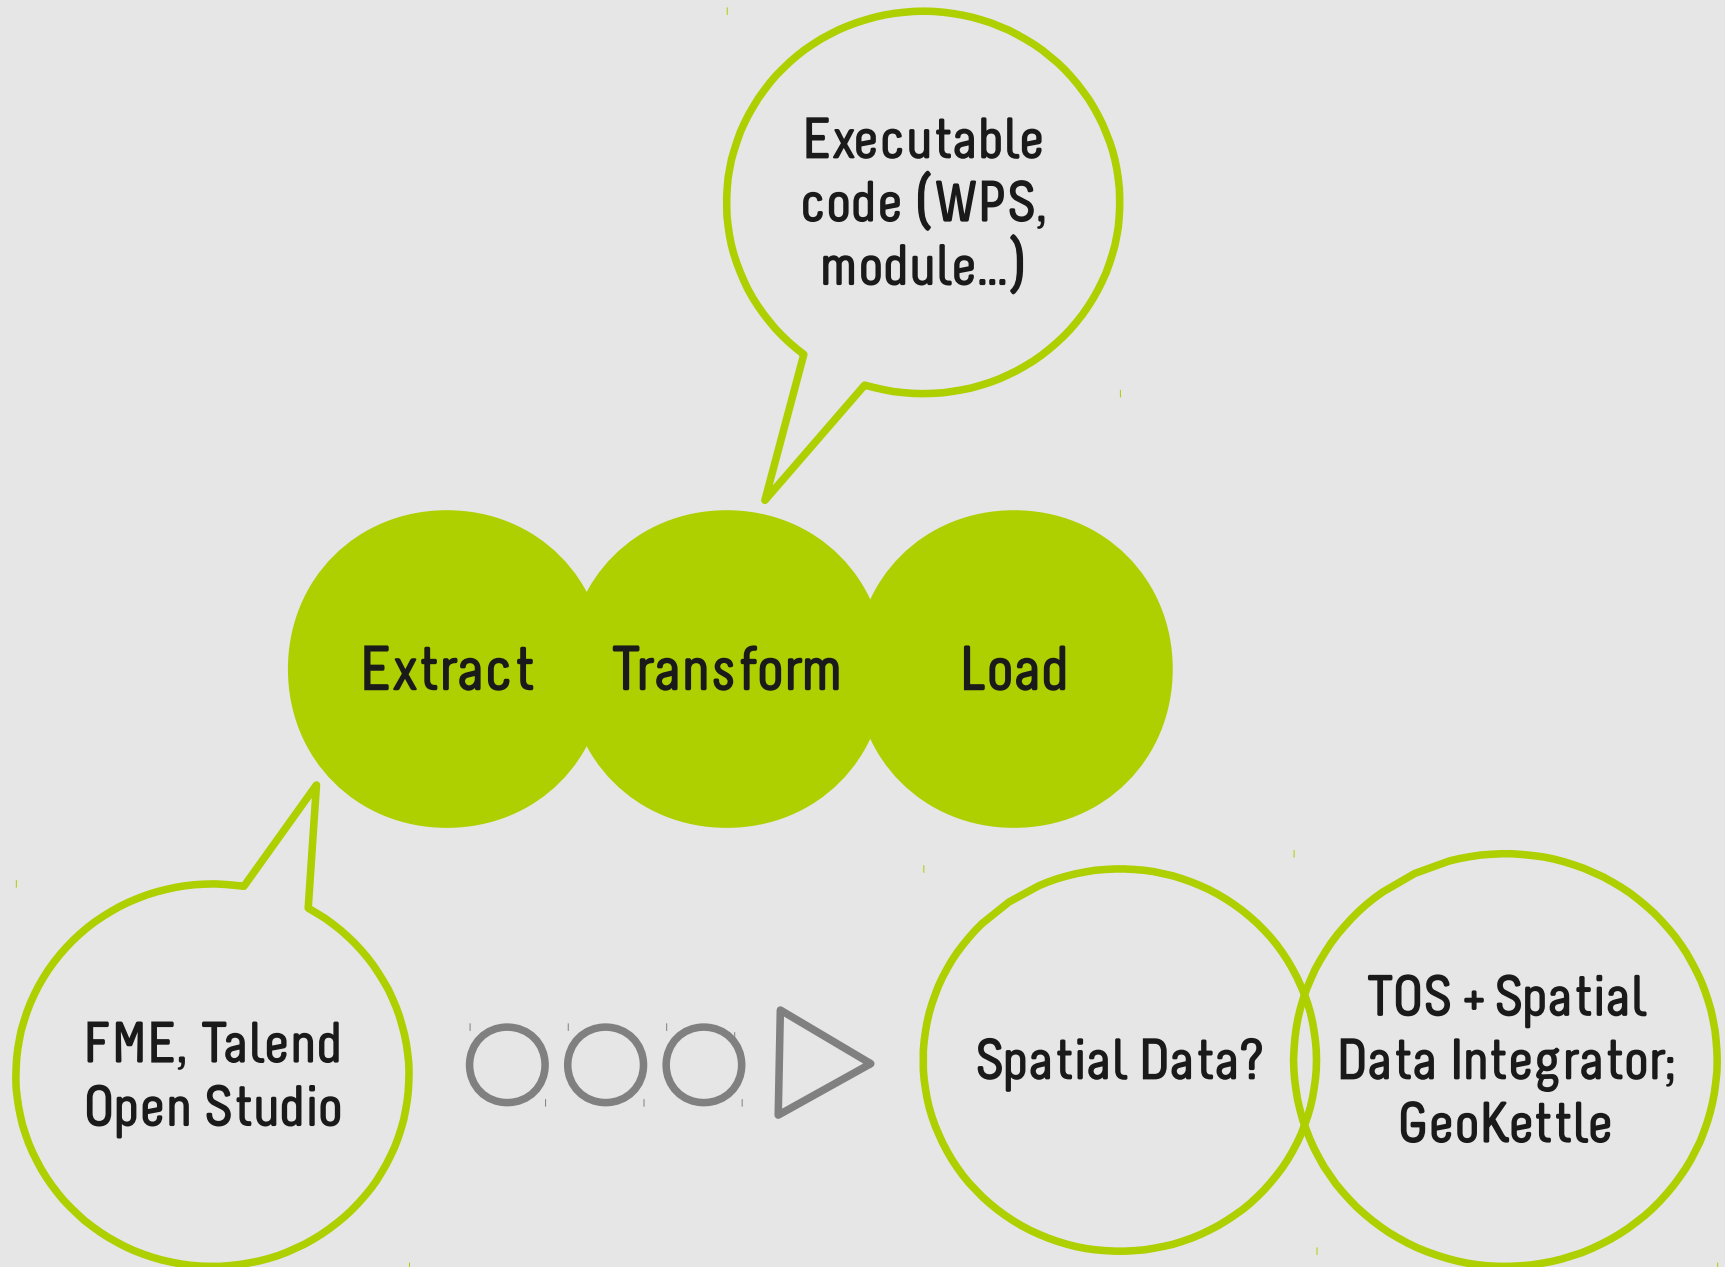 Executable
code (WPS,
module...)
Extract Transform Load
FME, Talend
Open Studio
Spatial Data?
TOS + Spatial
Data Integrator;
GeoKettle